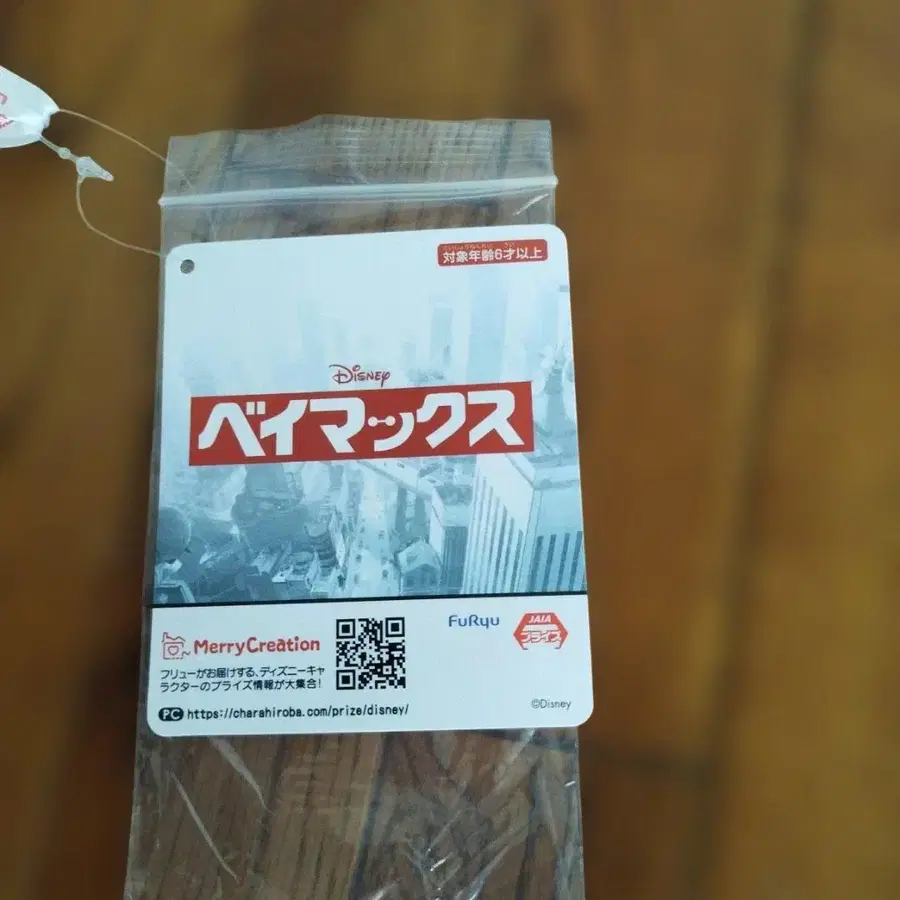 対象年齢6才以上
Disney
ベイマックス
MerryCreation
フリューがお届けする、ディズニーキャ
ラクターのプライズ情報が大集合!
PC https://charahiroba.com/prize/disney/
FuRyu
JAIA
プライズ
©Disney